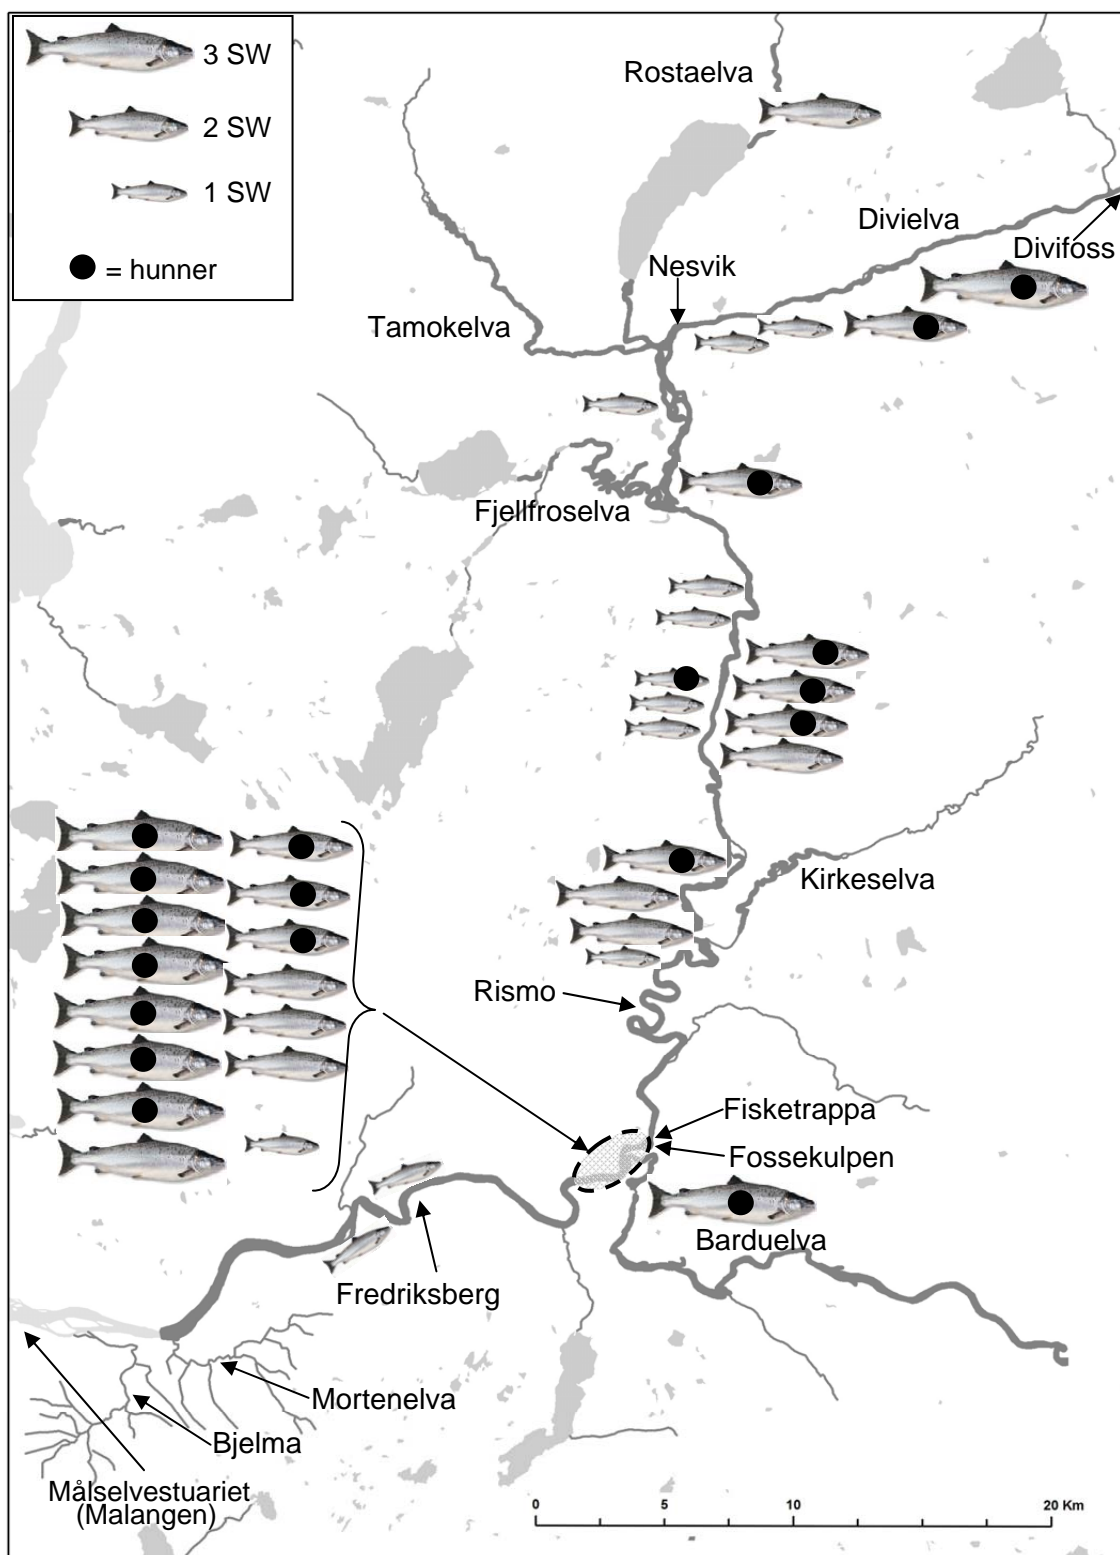 3 SW
2 SW
1 SW
= hunner
Rostaelva
Divielva
Divifoss
Nesvik
Tamokelva
Fjellfroselva
Kirkeselva
Rismo
Fisketrappa
Fossekulpen
Barduelva
Fredriksberg
Mortenelva
Bjelma
Målselvestuariet
(Malangen)
0 5 10 20 Km